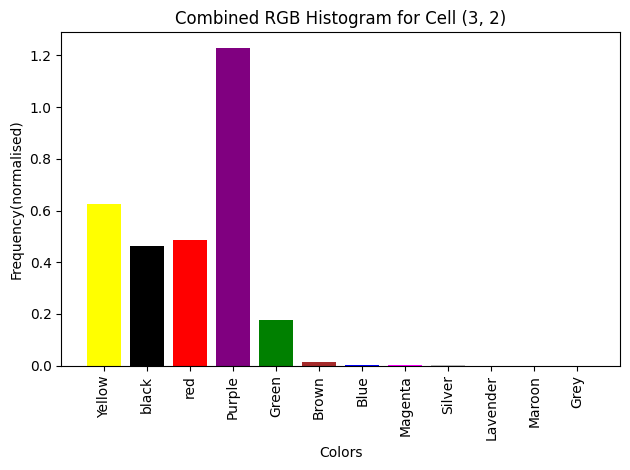 Combined RGB Histogram for Cell (3, 2)
Frequency(normalised)
1.2
1.0
0.8
0.6
0.4
0.2
0.0
Yellow
black
red
Purple
Green
Brown
Blue
Magenta
Silver
Lavender
Maroon
Grey
Colors